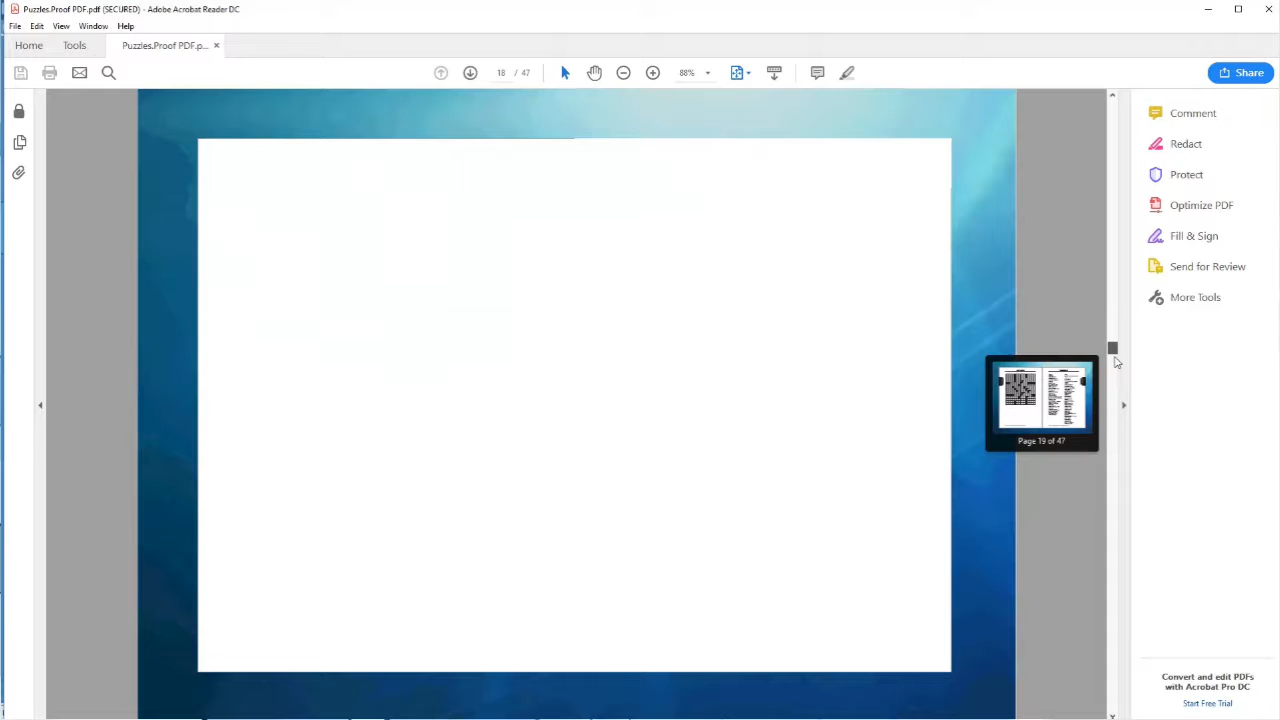 Puzzles.Proof PDF.pdf (SECURED) - Adobe Acrobat Reader DC
File Edit View Window Help
Home Tools Puzzles.Proof PDF.p... ×
18 / 47 88% Share
Comment
Redact
Protect
Optimize PDF
Fill & Sign
Send for Review
More Tools
Page 19 of 47
Convert and edit PDFs
with Acrobat Pro DC
Start Free Trial